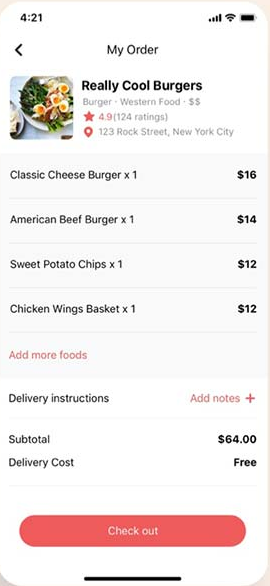 4:21
My Order
Really Cool Burgers
Burger · Western Food · $$
4.9(124 ratings)
123 Rock Street, New York City
Classic Cheese Burger x 1 $16
American Beef Burger x 1 $14
Sweet Potato Chips x 1 $12
Chicken Wings Basket x 1 $12
Add more foods
Delivery instructions Add notes +
Subtotal $64.00
Delivery Cost Free
Check out